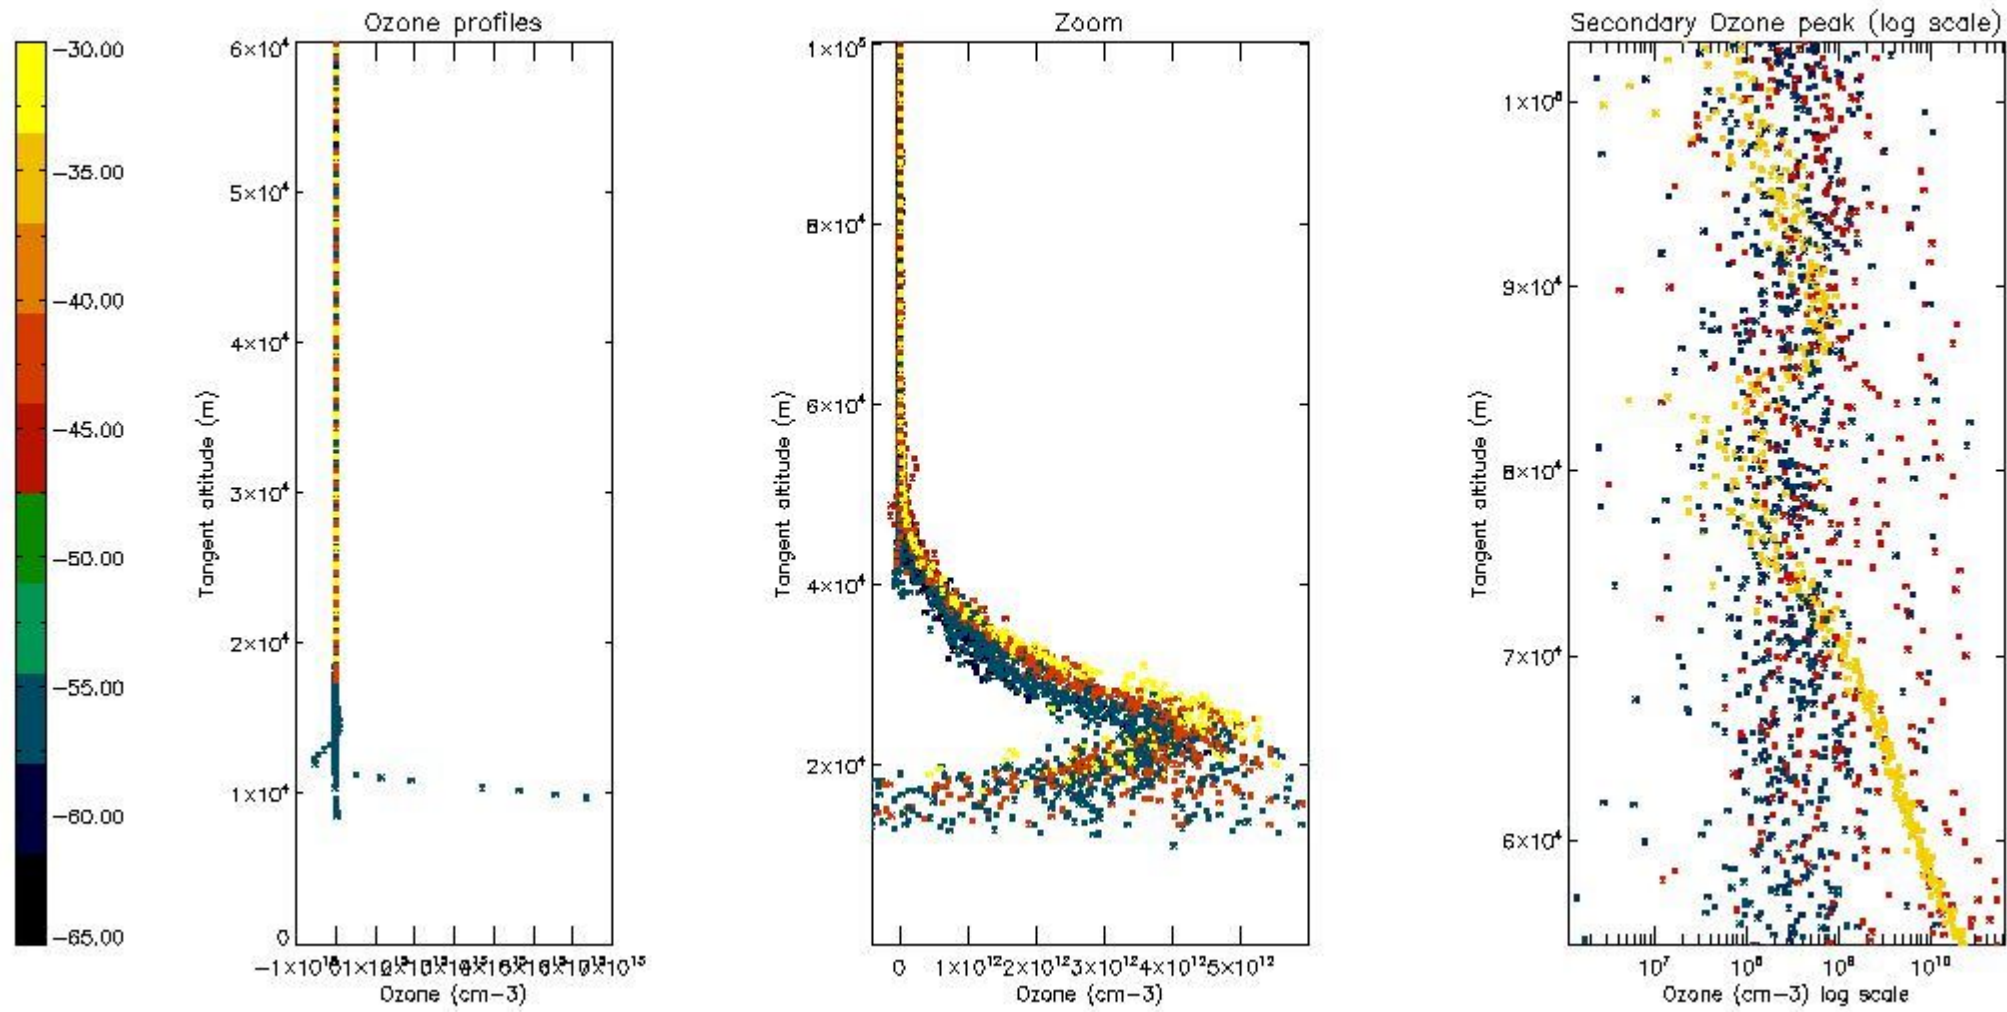 Ozone profiles
Zoom
Secondary Ozone peak (log scale)
−30.00
−35.00
−40.00
−45.00
−50.00
−55.00
−60.00
−65.00
6×10⁴
5×10⁴
4×10⁴
3×10⁴
2×10⁴
1×10⁴
0
Tangent altitude (m)
Ozone (cm−3)
1×10⁵
8×10⁴
6×10⁴
4×10⁴
2×10⁴
Tangent altitude (m)
0 1×10¹² 2×10¹² 3×10¹² 4×10¹² 5×10¹²
Ozone (cm−3)
9×10⁴
8×10⁴
7×10⁴
6×10⁴
Tangent altitude (m)
10⁷ 10⁸ 10⁹ 10¹⁰
Ozone (cm−3) log scale